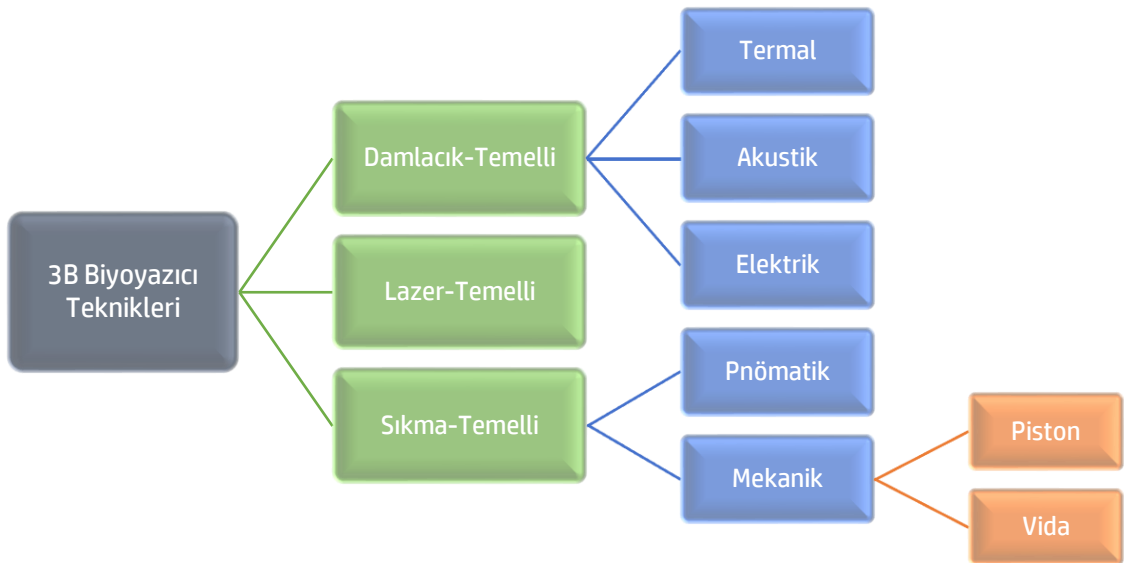 3B Biyoyazıcı
Teknikleri
Damlacık-Temelli
Termal
Akustik
Elektrik
Lazer-Temelli
Sıkma-Temelli
Pnömatik
Mekanik
Piston
Vida